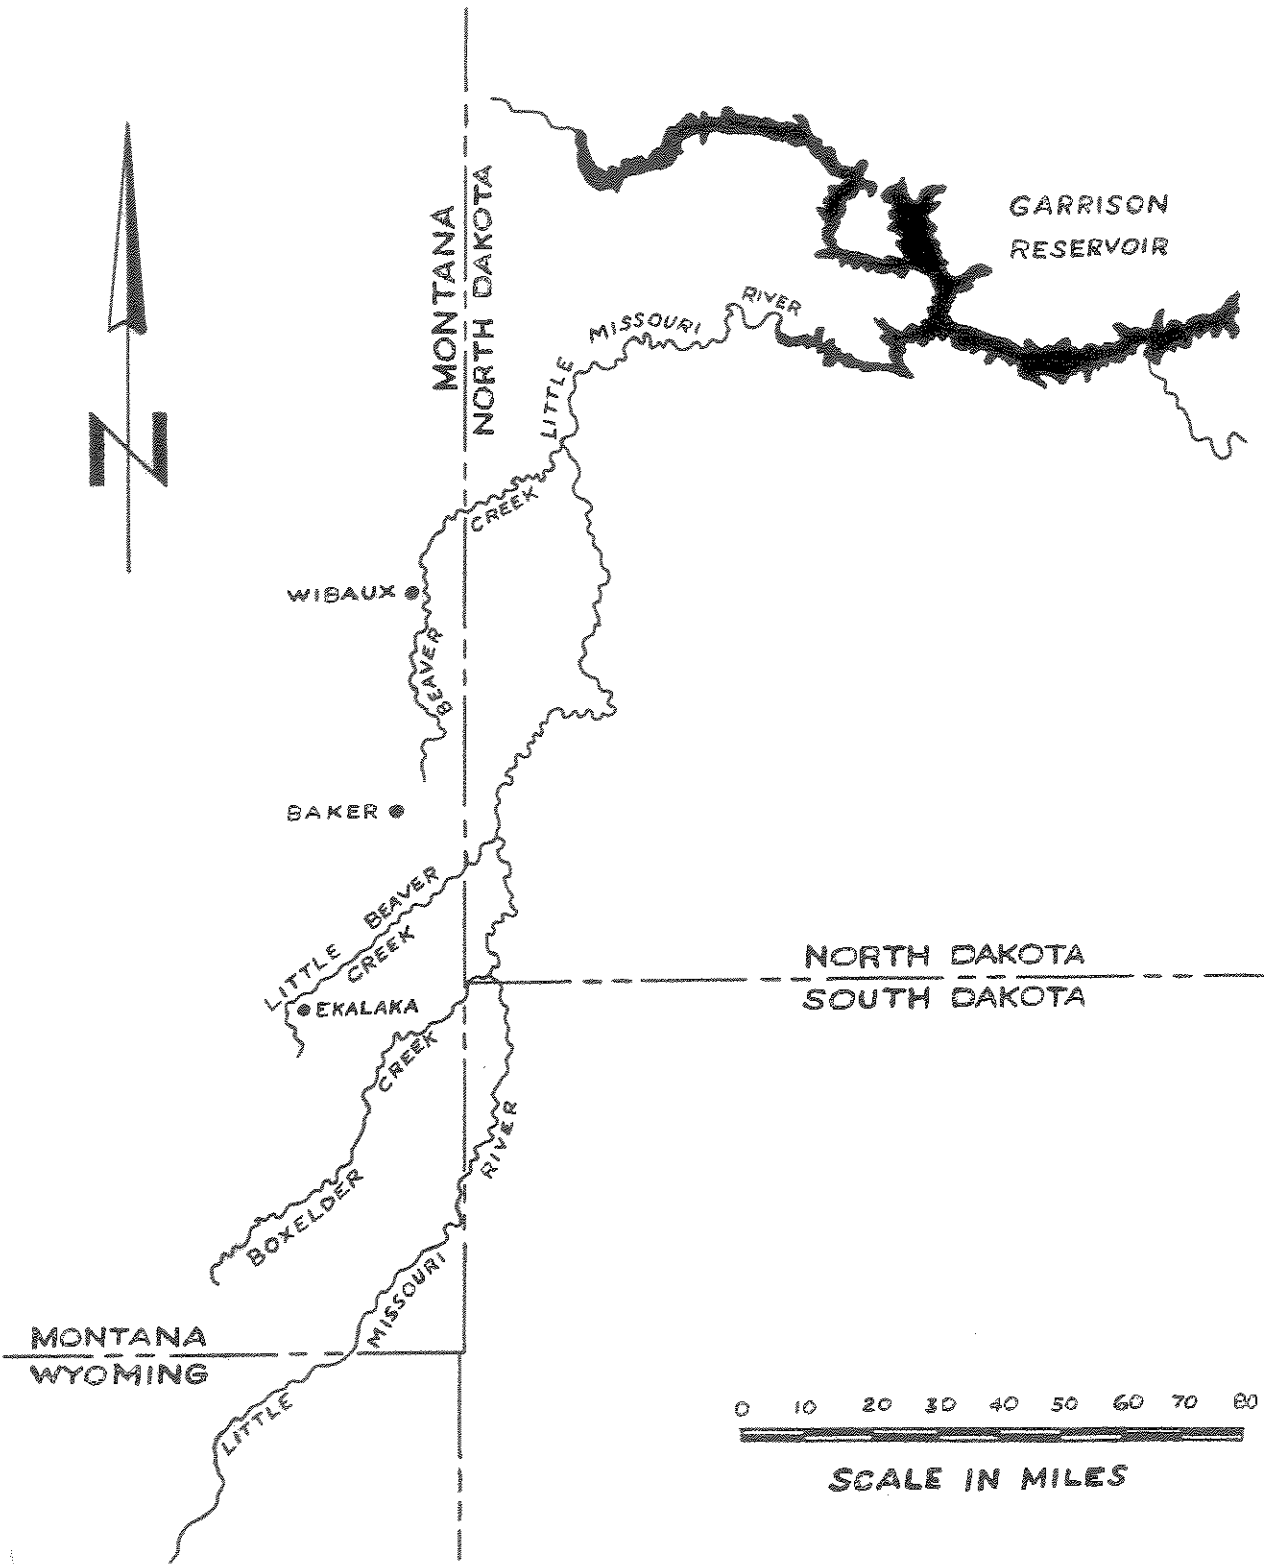 GARRISON
RESERVOIR
MONTANA
NORTH DAKOTA
LITTLE MISSOURI RIVER
N
CREEK
WIBAUX
BEAVER
BAKER
LITTLE BEAVER
CREEK
NORTH DAKOTA
SOUTH DAKOTA
EKALAKA
CREEK
BOXELDER
RIVER
MISSOURI
LITTLE
MONTANA
WYOMING
0 10 20 30 40 50 60 70 80
SCALE IN MILES